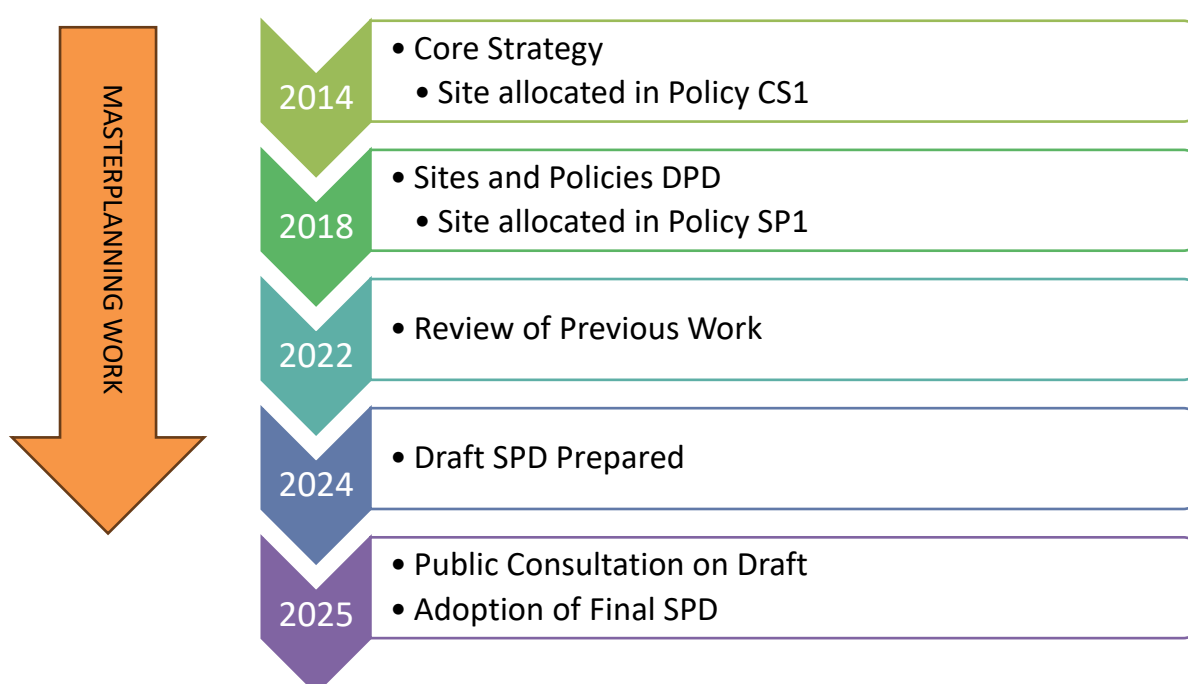 MASTERPLANNING WORK
2014
• Core Strategy
• Site allocated in Policy CS1
2018
• Sites and Policies DPD
• Site allocated in Policy SP1
2022
• Review of Previous Work
2024
• Draft SPD Prepared
2025
• Public Consultation on Draft
• Adoption of Final SPD